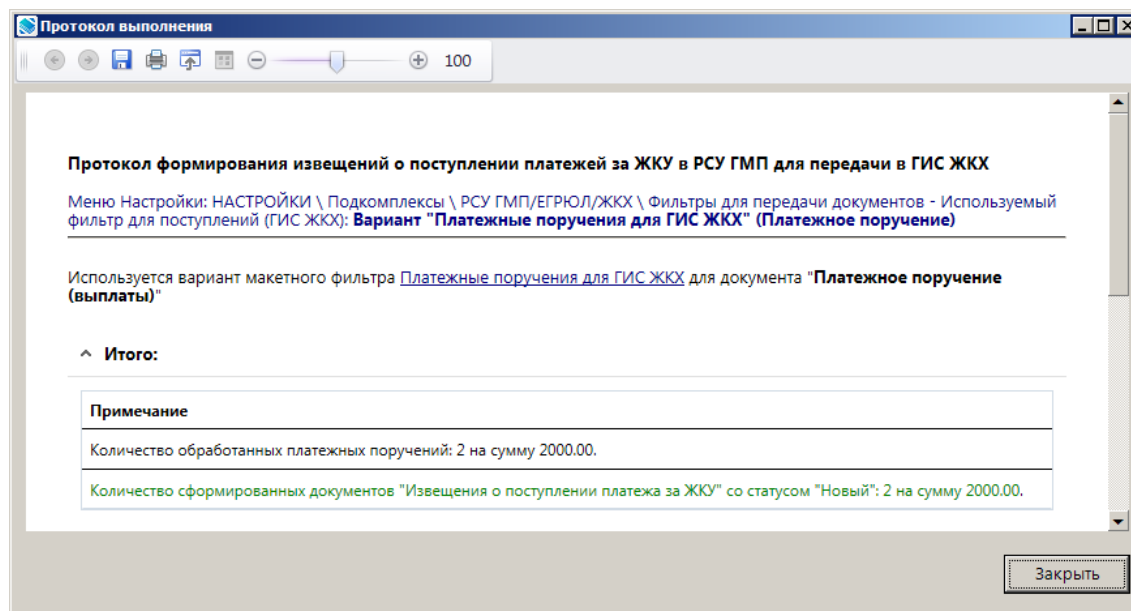 Протокол выполнения
100
Протокол формирования извещений о поступлении платежей за ЖКУ в РСУ ГМП для передачи в ГИС ЖКХ
Меню Настройки: НАСТРОЙКИ \ Подкомплексы \ РСУ ГМП/ЕГРЮЛ/ЖКХ \ Фильтры для передачи документов - Используемый
фильтр для поступлений (ГИС ЖКХ): Вариант "Платежные поручения для ГИС ЖКХ" (Платежное поручение)
Используется вариант макетного фильтра Платежные поручения для ГИС ЖКХ для документа "Платежное поручение
(выплаты)"
Итого:
Примечание
Количество обработанных платежных поручений: 2 на сумму 2000.00.
Количество сформированных документов "Извещения о поступлении платежа за ЖКУ" со статусом "Новый": 2 на сумму 2000.00.
Закрыть